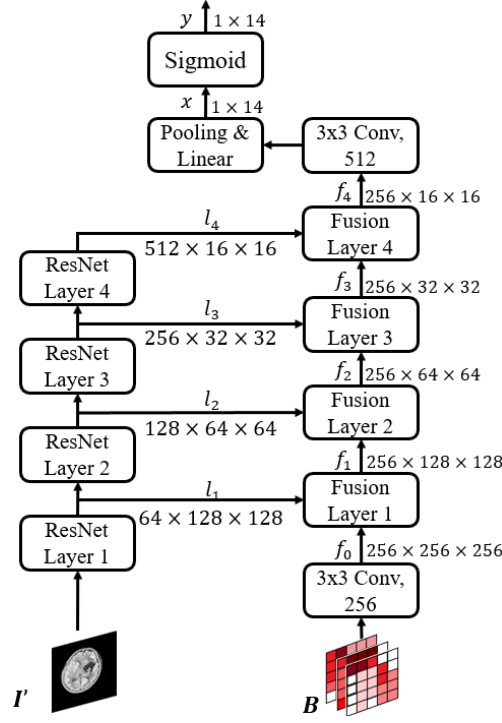 y 1 × 14
Sigmoid
x 1 × 14
Pooling &
Linear
3x3 Conv,
512
f₄ 256 × 16 × 16
l₄
512 × 16 × 16
Fusion
Layer 4
ResNet
Layer 4
f₃ 256 × 32 × 32
l₃
256 × 32 × 32
Fusion
Layer 3
ResNet
Layer 3
f₂ 256 × 64 × 64
l₂
128 × 64 × 64
Fusion
Layer 2
ResNet
Layer 2
f₁ 256 × 128 × 128
l₁
64 × 128 × 128
Fusion
Layer 1
ResNet
Layer 1
f₀ 256 × 256 × 256
3x3 Conv,
256
I'
B